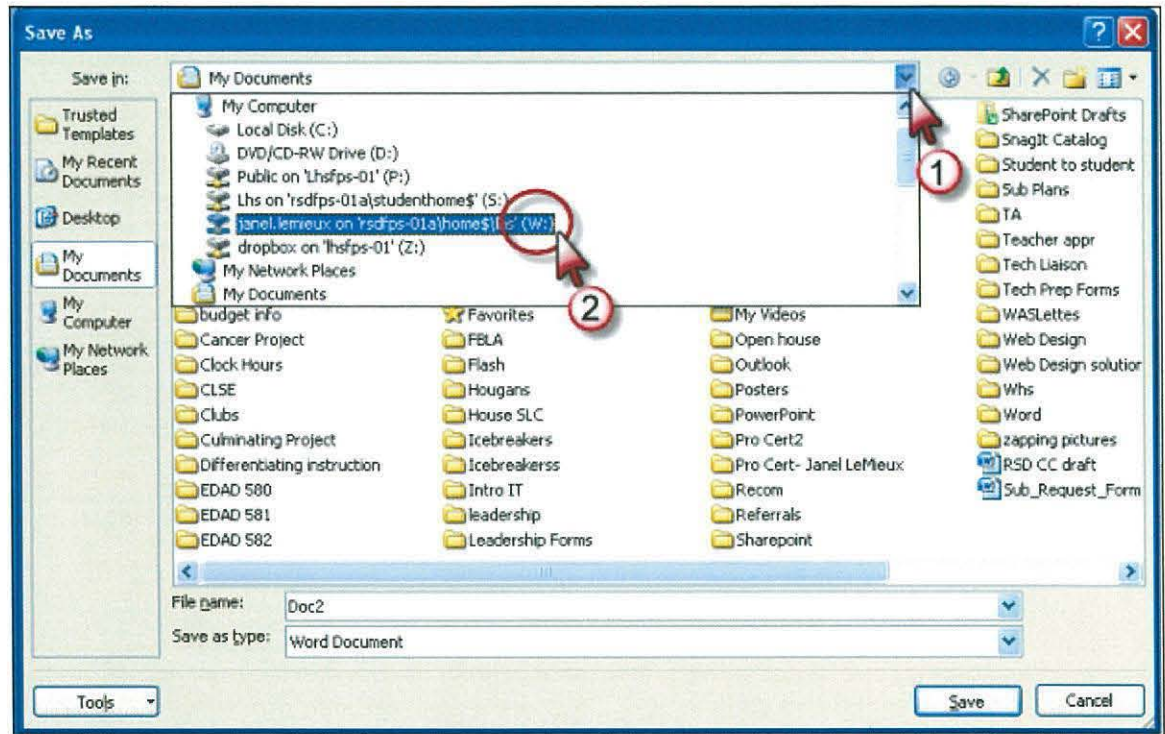 Save As
Save in:
My Documents
Trusted Templates
My Recent Documents
Desktop
My Documents
My Computer
My Network Places
My Computer
Local Disk (C:)
DVD/CD-RW Drive (D:)
Public on 'Lhsfps-01' (P:)
Lhs on 'rsdfps-01a\studenthome$' (S:)
janel.lemieux on 'rsdfps-01a\home$\lhs' (W:)
dropbox on 'lhsfps-01' (Z:)
My Network Places
My Documents
1
2
budget info
Cancer Project
Clock Hours
CLSE
Clubs
Culminating Project
Differentiating instruction
EDAD 580
EDAD 581
EDAD 582
Favorites
FBLA
Flash
Hougans
House SLC
Icebreakers
Icebreakerss
Intro IT
leadership
Leadership Forms
My Videos
Open house
Outlook
Posters
PowerPoint
Pro Cert2
Pro Cert- Janel LeMieux
Recom
Referrals
Sharepoint
SharePoint Drafts
SnagIt Catalog
Student to student
Sub Plans
TA
Teacher appr
Tech Liaison
Tech Prep Forms
WASLettes
Web Design
Web Design solution
Whs
Word
zapping pictures
RSD CC draft
Sub_Request_Form
File name:
Doc2
Save as type:
Word Document
Tools
Save
Cancel